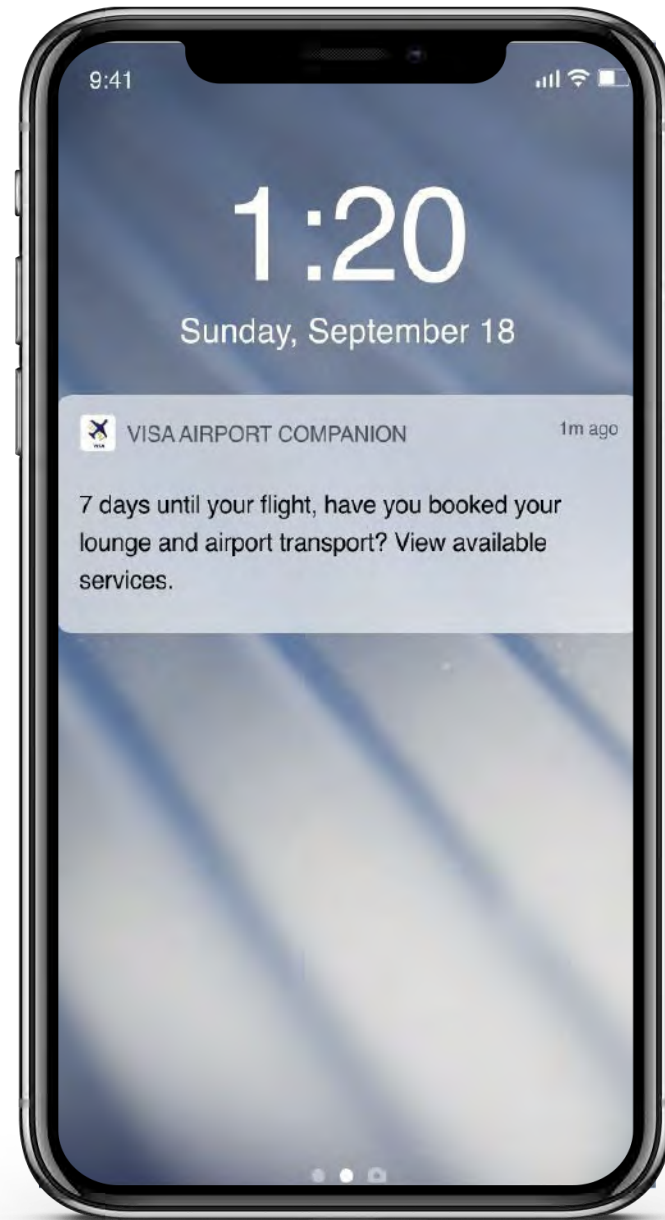 9:41
1:20
Sunday, September 18
VISA
VISA AIRPORT COMPANION
1m ago
7 days until your flight, have you booked your
lounge and airport transport? View available
services.